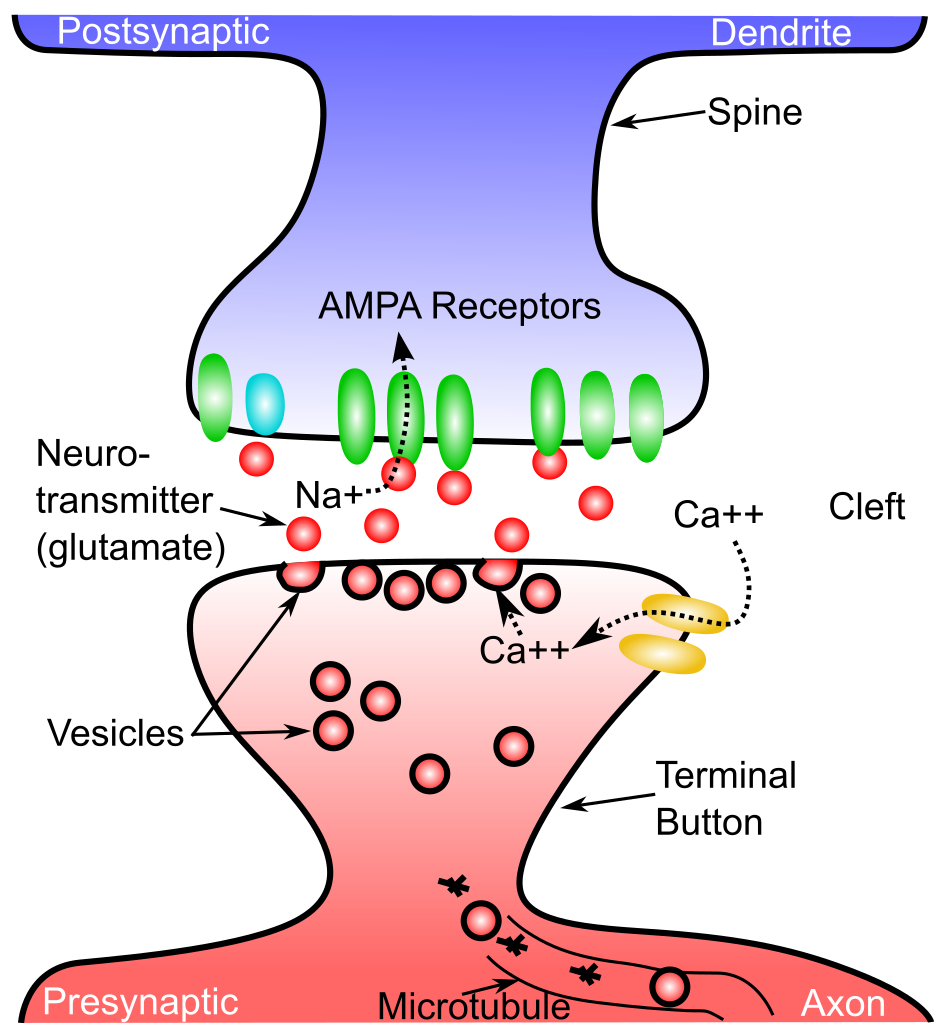 Postsynaptic
Dendrite
Spine
AMPA Receptors
Neuro-
transmitter
(glutamate)
Na+
Ca++
Cleft
Ca++
Vesicles
Terminal
Button
Microtubule
Presynaptic
Axon